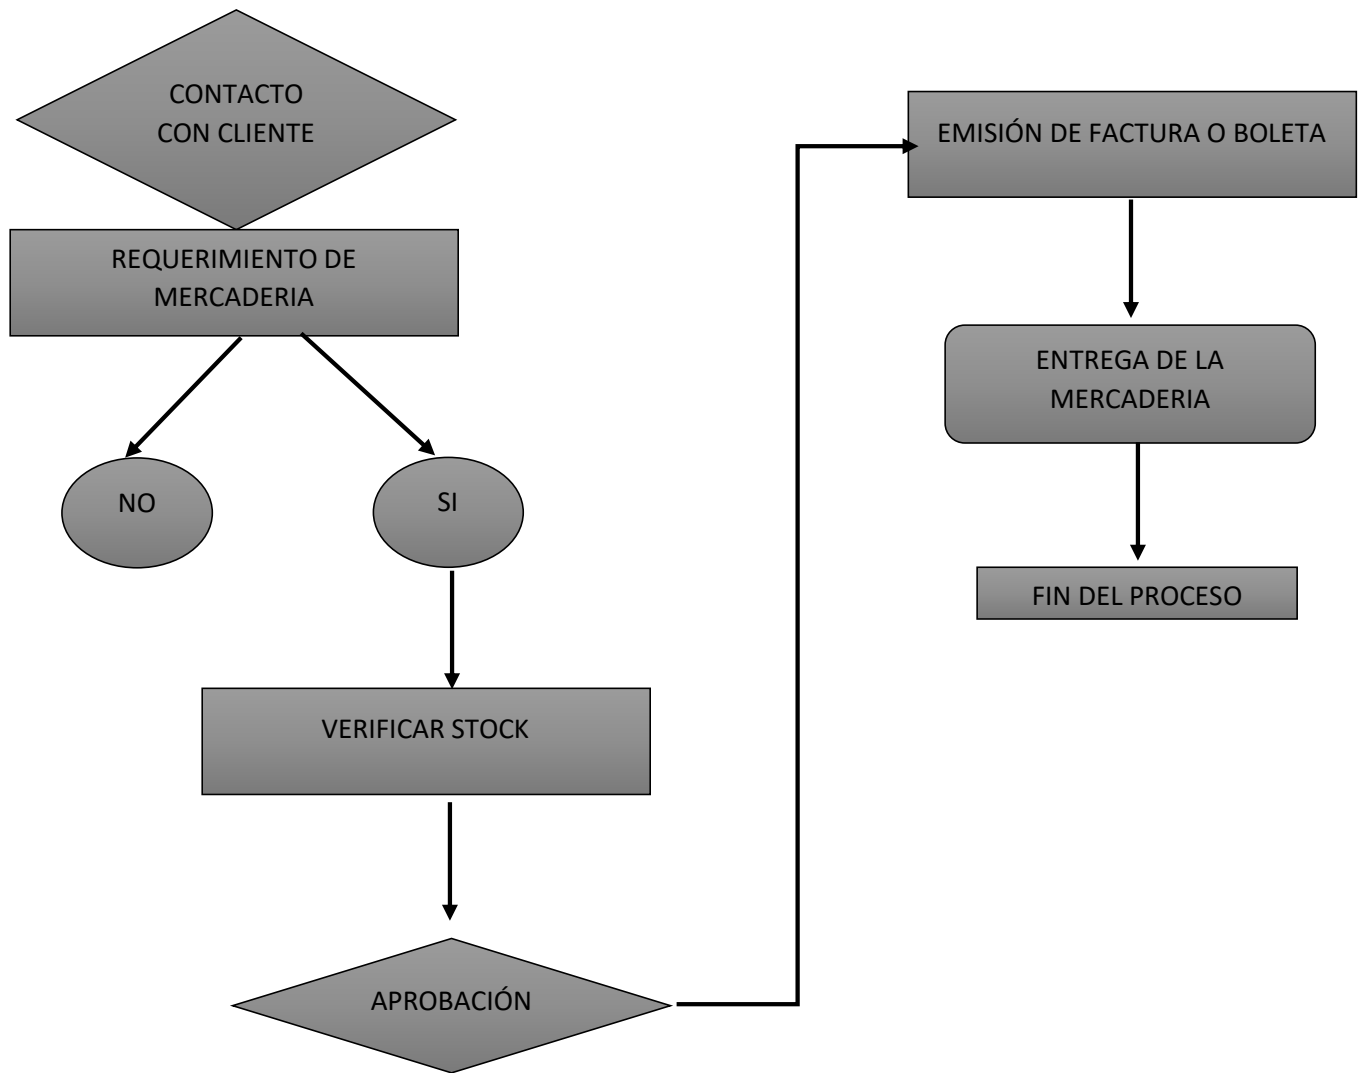 CONTACTO
CON CLIENTE
REQUERIMIENTO DE
MERCADERIA
NO
SI
VERIFICAR STOCK
APROBACIÓN
EMISIÓN DE FACTURA O BOLETA
ENTREGA DE LA
MERCADERIA
FIN DEL PROCESO